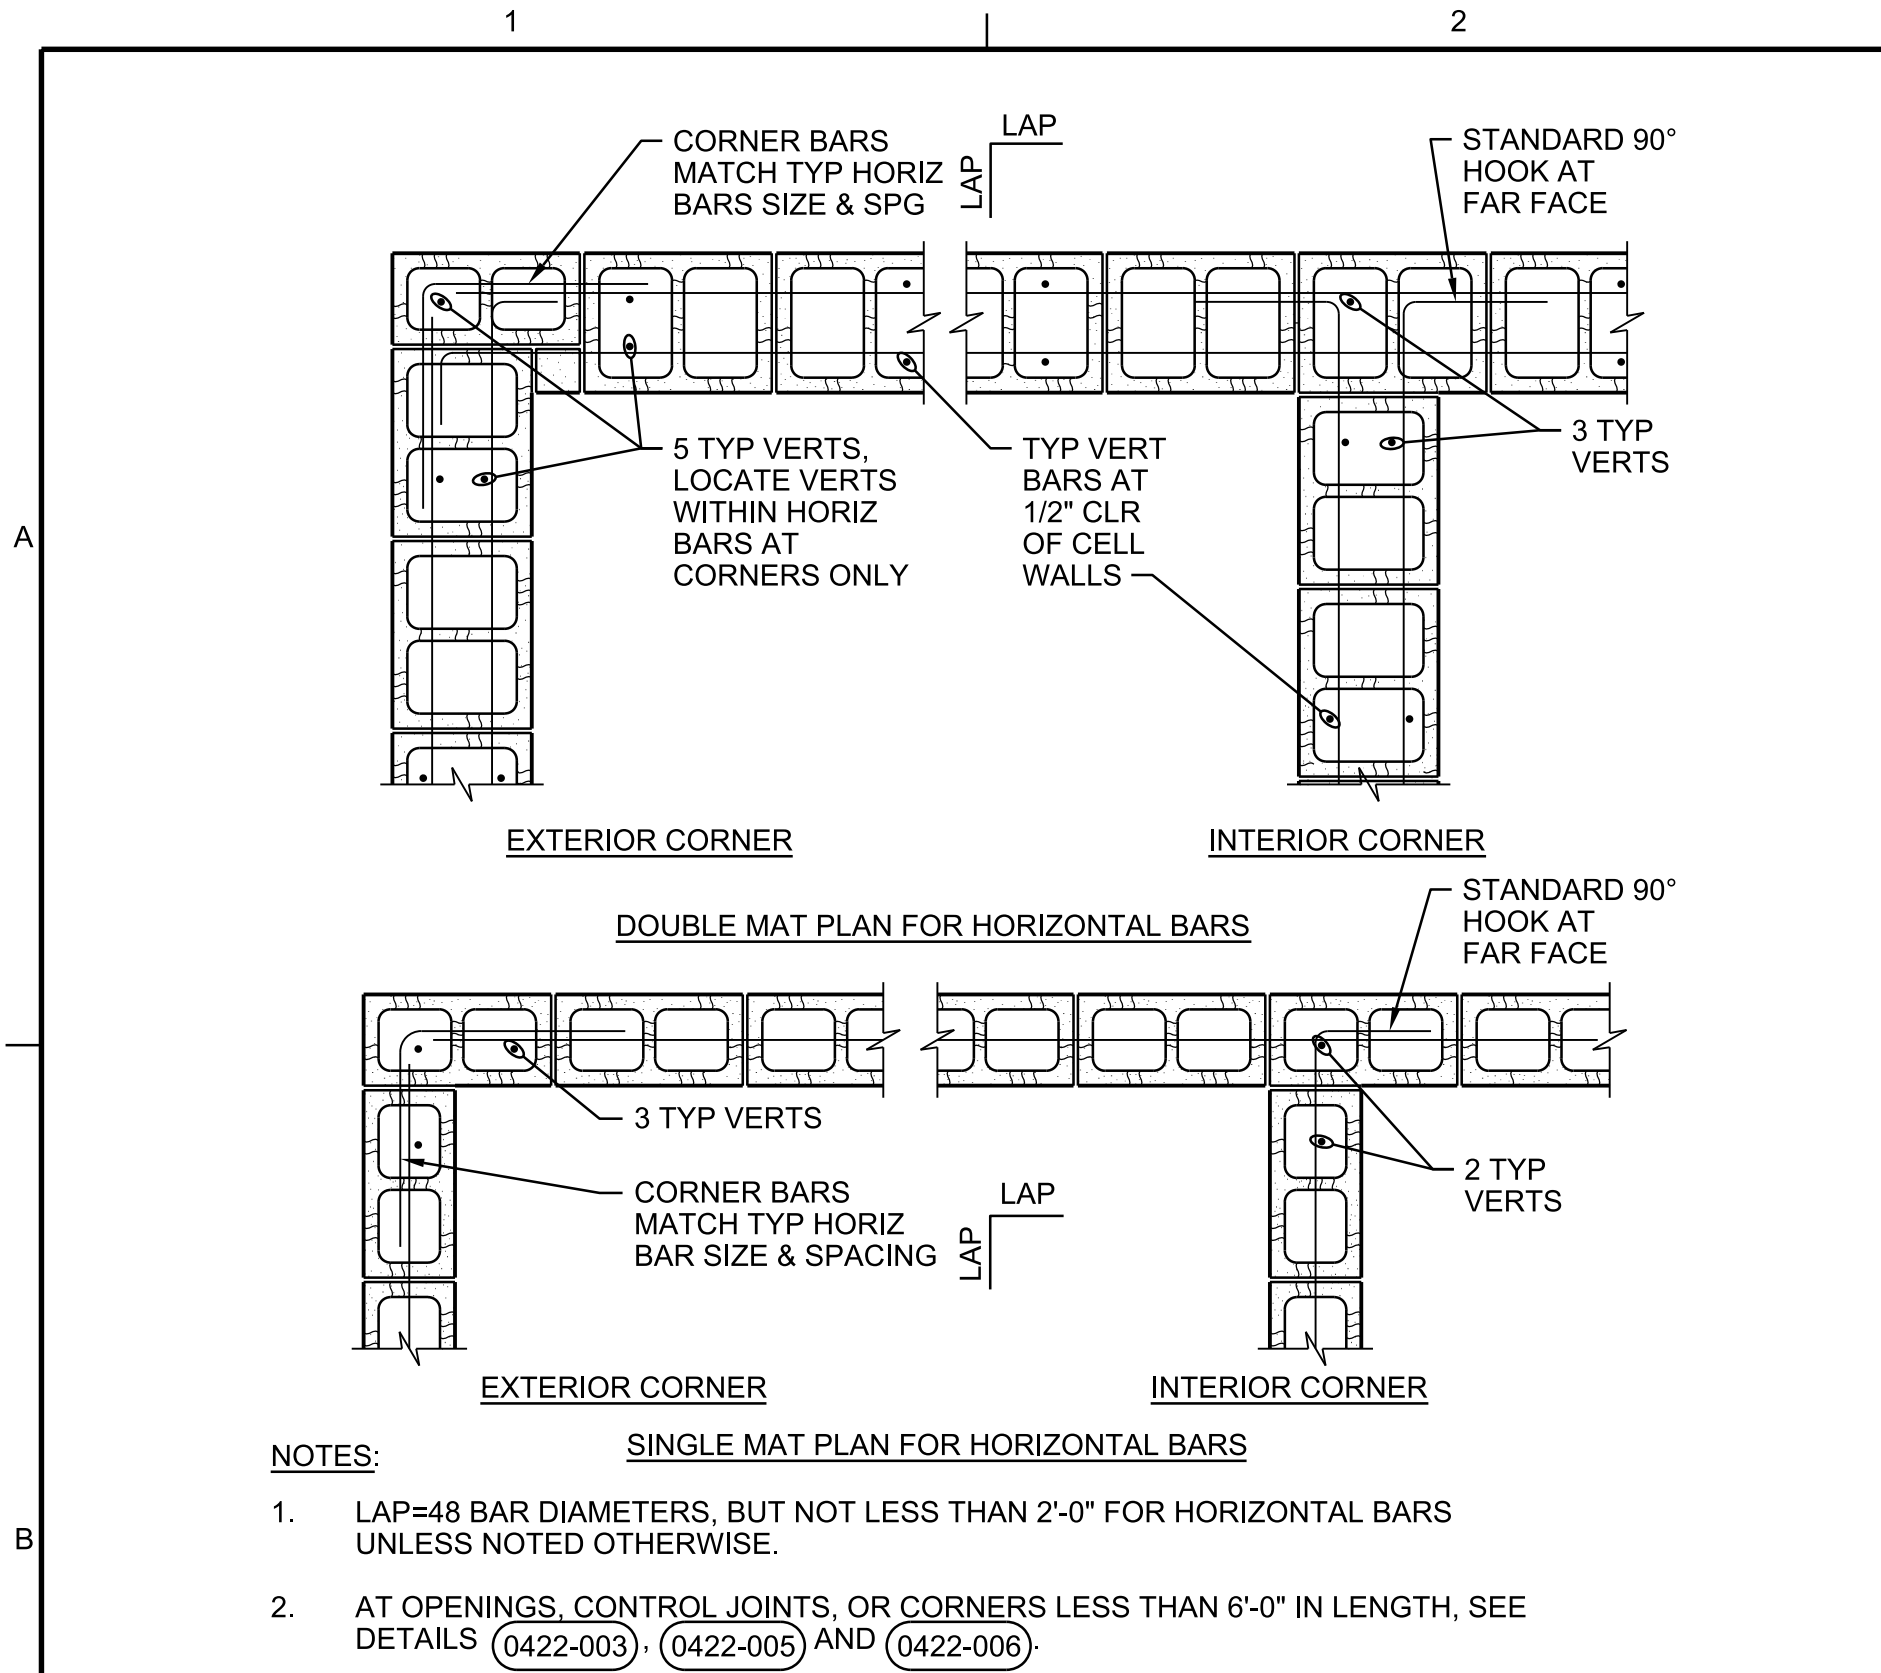 1
2
CORNER BARS
MATCH TYP HORIZ
BARS SIZE & SPG
LAP
LAP
STANDARD 90°
HOOK AT
FAR FACE
5 TYP VERTS,
LOCATE VERTS
WITHIN HORIZ
BARS AT
CORNERS ONLY
TYP VERT
BARS AT
1/2" CLR
OF CELL
WALLS
3 TYP
VERTS
A
EXTERIOR CORNER
INTERIOR CORNER
DOUBLE MAT PLAN FOR HORIZONTAL BARS
STANDARD 90°
HOOK AT
FAR FACE
3 TYP VERTS
CORNER BARS
MATCH TYP HORIZ
BAR SIZE & SPACING
LAP
LAP
2 TYP
VERTS
EXTERIOR CORNER
INTERIOR CORNER
SINGLE MAT PLAN FOR HORIZONTAL BARS
NOTES:
1. LAP=48 BAR DIAMETERS, BUT NOT LESS THAN 2'-0" FOR HORIZONTAL BARS
UNLESS NOTED OTHERWISE.
B
2. AT OPENINGS, CONTROL JOINTS, OR CORNERS LESS THAN 6'-0" IN LENGTH, SEE
DETAILS 0422-003, 0422-005 AND 0422-006.